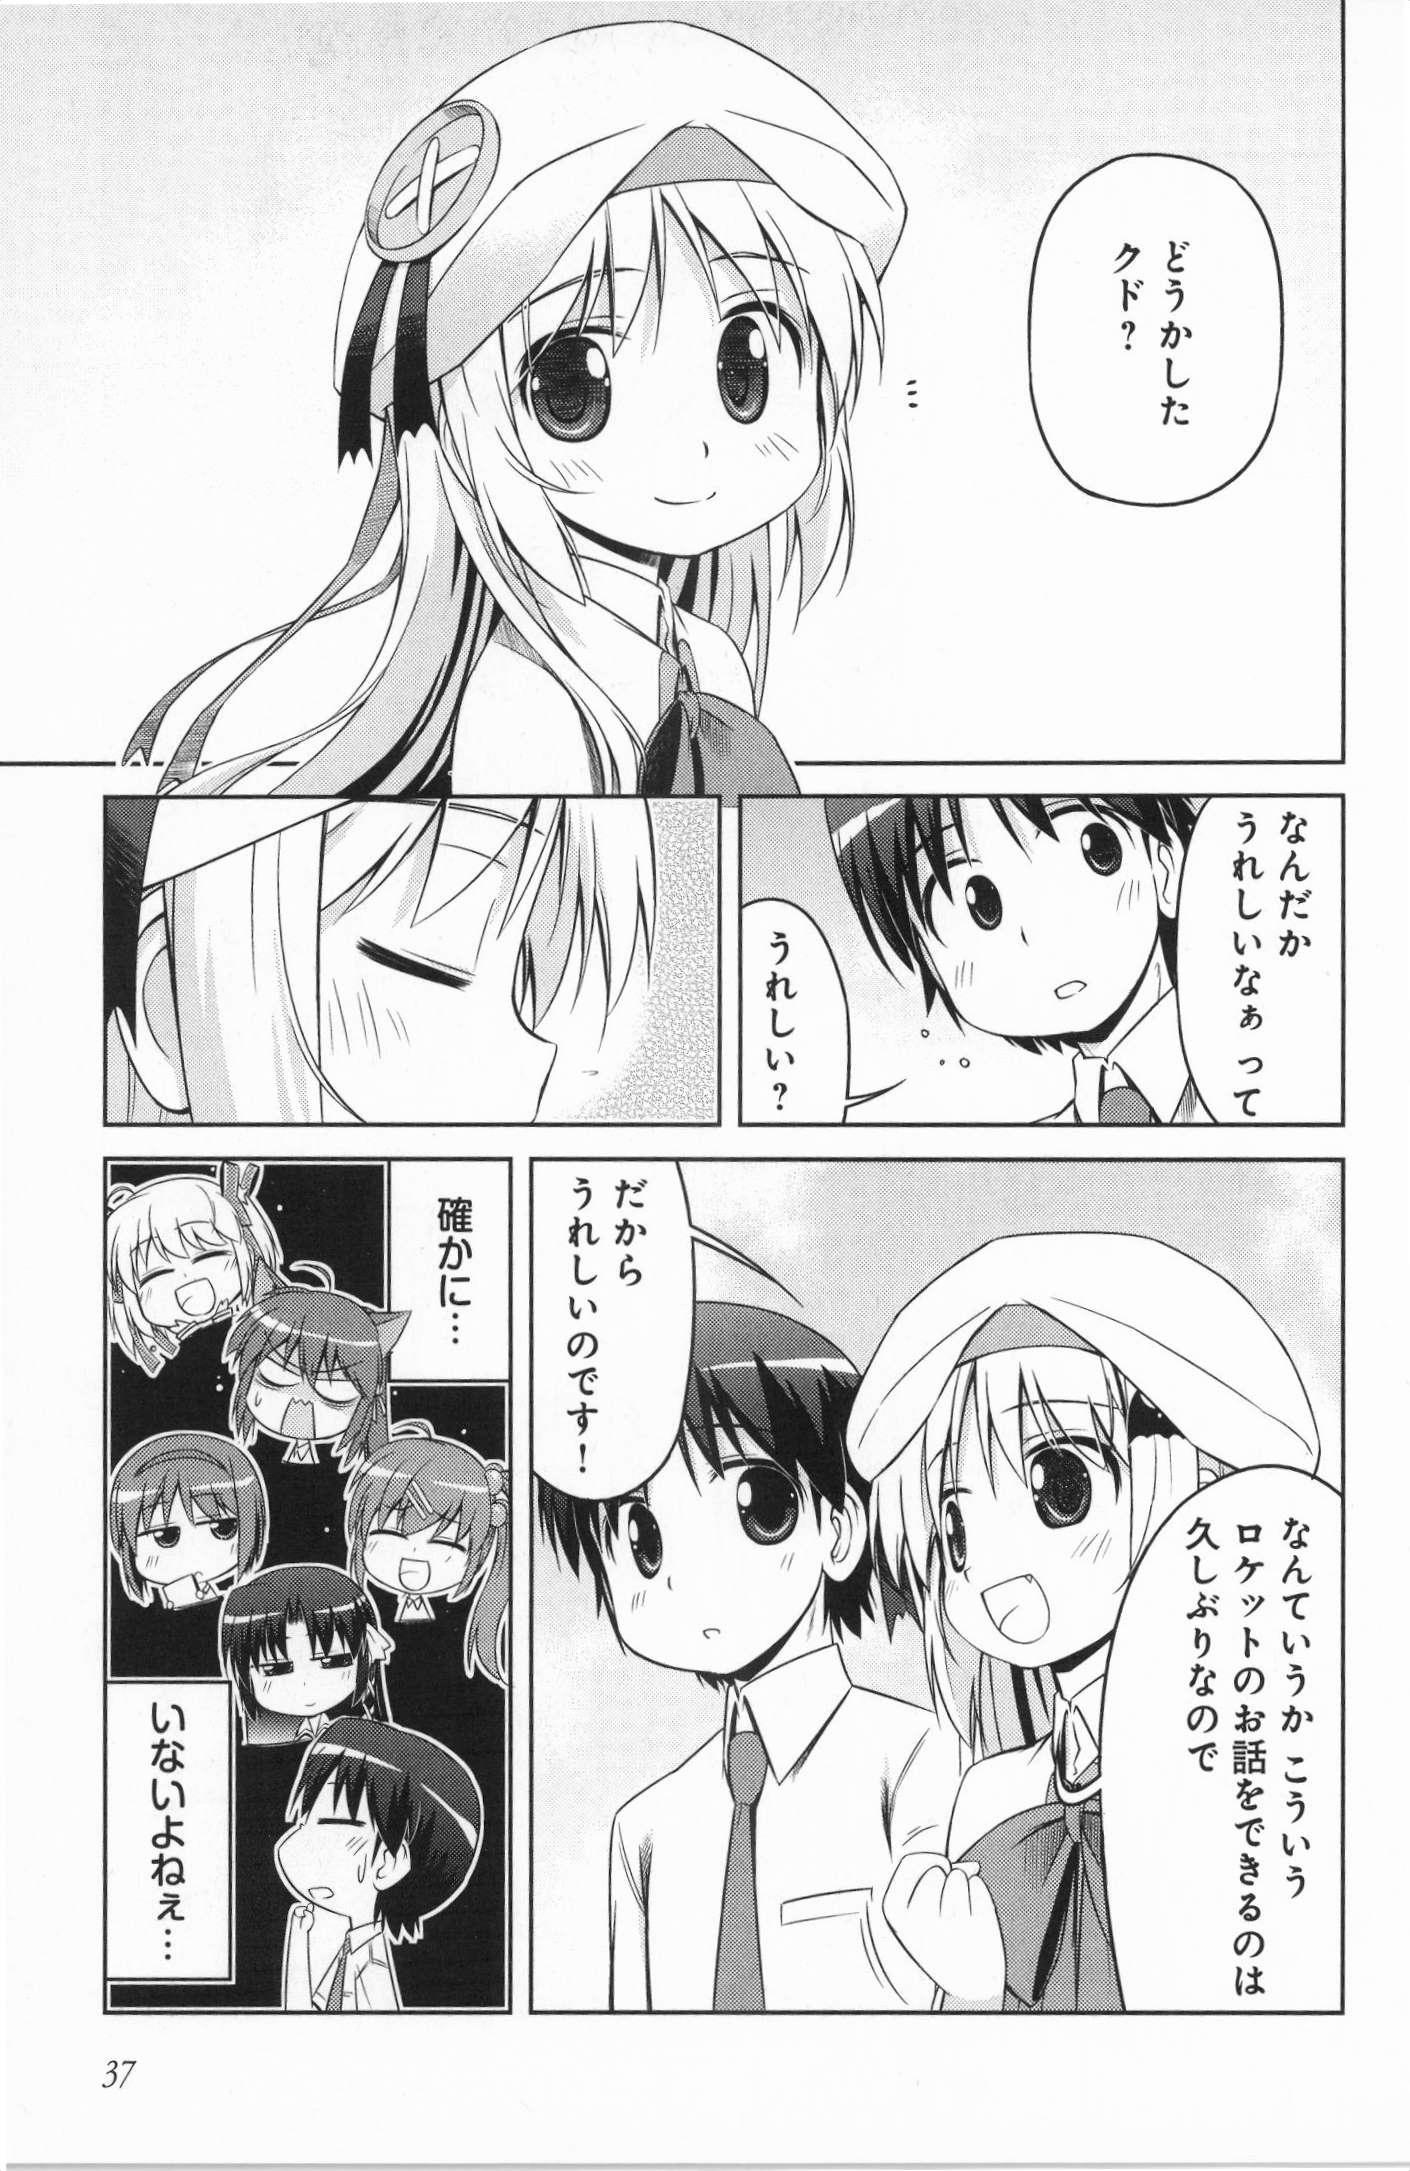 どうかした
クド?
なんだか
うれしいなぁ って
うれしい?
なんていうか こういう
ロケットのお話をできるのは
久しぶりなので
だから
うれしいのです!
確かに…
いないよねぇ…
37